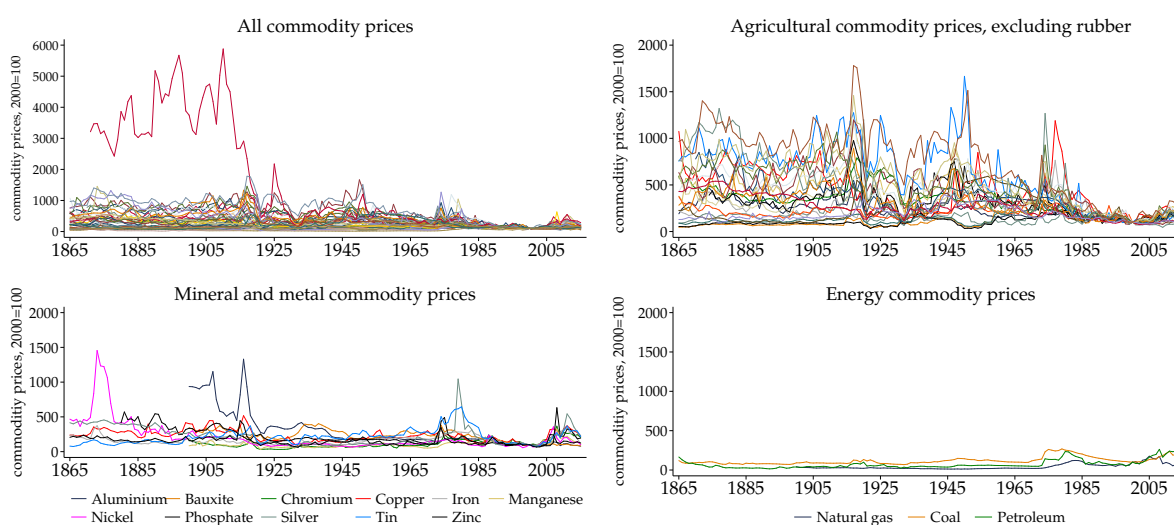 All commodity prices
commodity prices, 2000=100
6000
5000
4000
3000
2000
1000
0
1865 1885 1905 1925 1945 1965 1985 2005
Agricultural commodity prices, excluding rubber
commodity prices, 2000=100
2000
1500
1000
500
0
1865 1885 1905 1925 1945 1965 1985 2005
Mineral and metal commodity prices
commodity prices, 2000=100
2000
1500
1000
500
0
1865 1885 1905 1925 1945 1965 1985 2005
Aluminium Bauxite Chromium Copper Iron Manganese
Nickel Phosphate Silver Tin Zinc
Energy commodity prices
commodity prices, 2000=100
2000
1500
1000
500
0
1865 1885 1905 1925 1945 1965 1985 2005
Natural gas Coal Petroleum